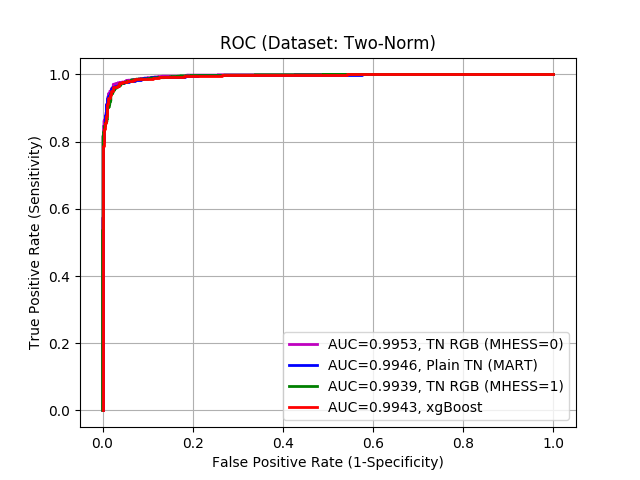 ROC (Dataset: Two-Norm)
True Positive Rate (Sensitivity)
1.0
0.8
0.6
0.4
0.2
0.0
AUC=0.9953, TN RGB (MHESS=0)
AUC=0.9946, Plain TN (MART)
AUC=0.9939, TN RGB (MHESS=1)
AUC=0.9943, xgBoost
0.0 0.2 0.4 0.6 0.8 1.0
False Positive Rate (1-Specificity)